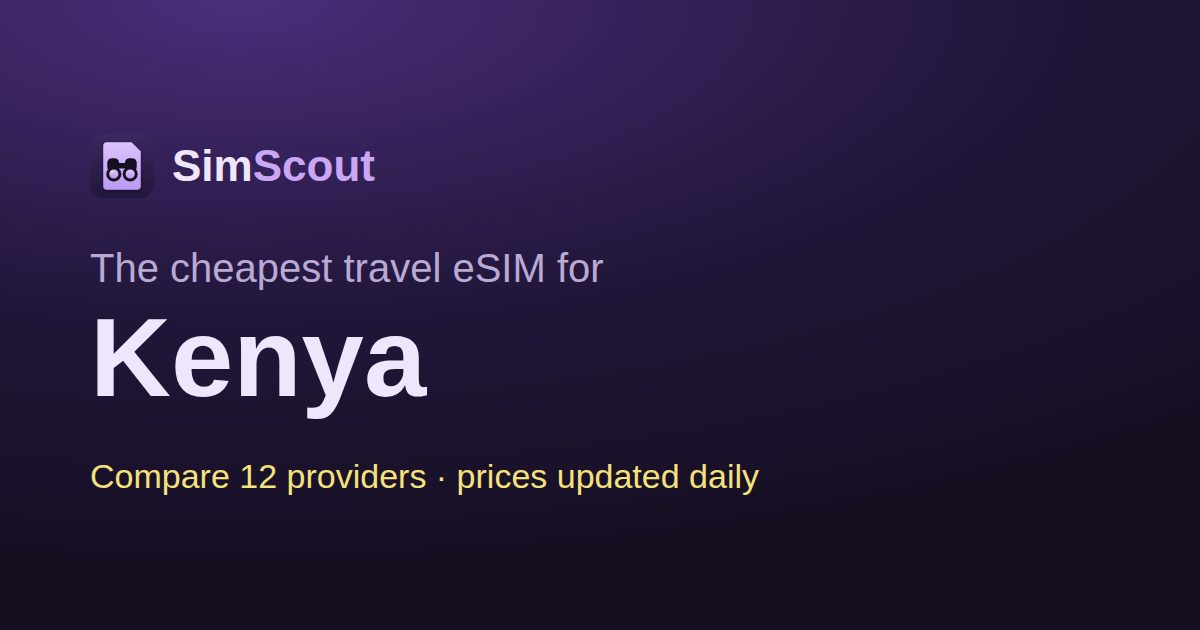 SimScout
The cheapest travel eSIM for
Kenya
Compare 12 providers · prices updated daily